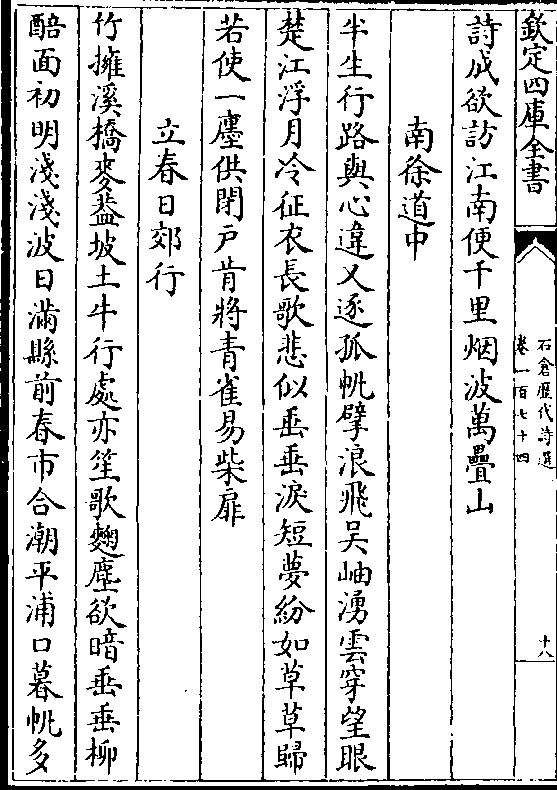 欽定四庫全書
石倉歷代詩選
卷一百七十四
十八
詩成欲訪江南便千里烟波萬疊山
南徐道中
半生行路與心違又逐孤帆擘浪飛吳岫湧雲穿望眼
楚江浮月冷征衣長歌悲似垂垂淚短夢紛如草草歸
若使一廛供閉戶肯將青雀易柴扉
立春日郊行
竹擁溪橋麥葢坡土牛行處亦笙歌麴塵欲暗垂垂柳
醅面初明淺淺波日滿縣前春市合潮平浦口暮帆多